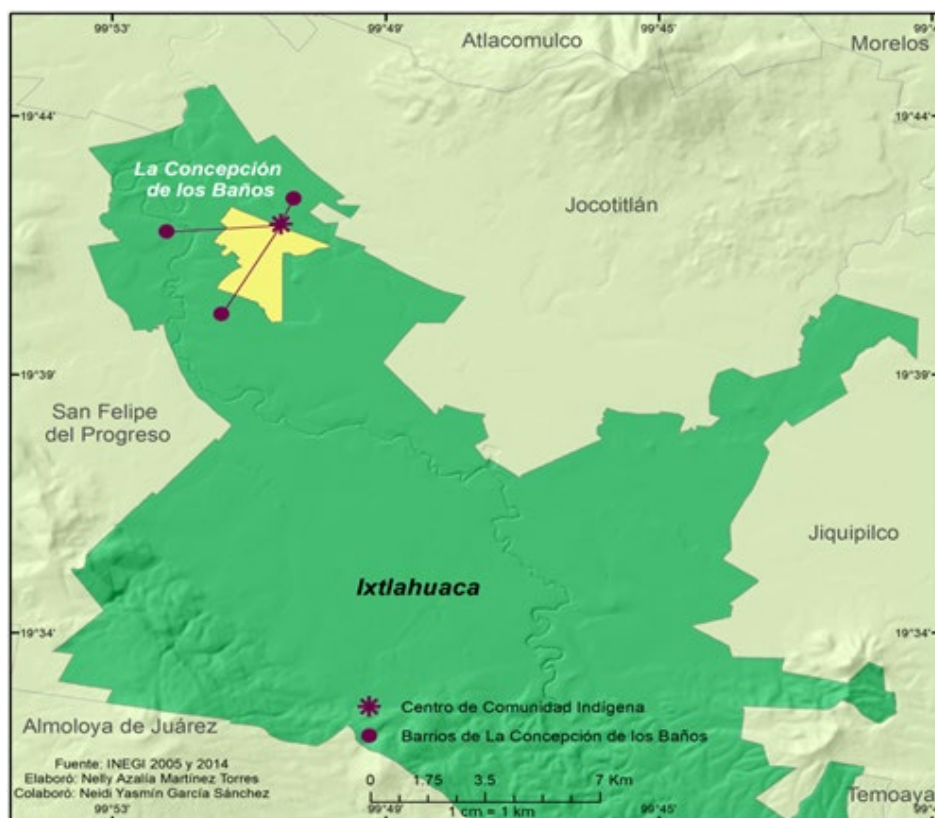 99°53'
99°49'
99°45'
Atlacomulco
Morelos
19°44'
19°44'
La Concepción
de los Baños
Jocotitlán
19°39'
19°39'
San Felipe
del Progreso
Jiquipilco
Ixtlahuaca
19°34'
19°34'
Centro de Comunidad Indígena
Almoloya de Juárez
Barrios de La Concepción de los Baños
Fuente: INEGI 2005 y 2014
Elaboró: Nelly Azalía Martínez Torres
Colaboró: Neidi Yasmín García Sánchez
0 1.75 3.5 7 Km
1 cm = 1 km
Temoaya
99°53'
99°49'
99°45'